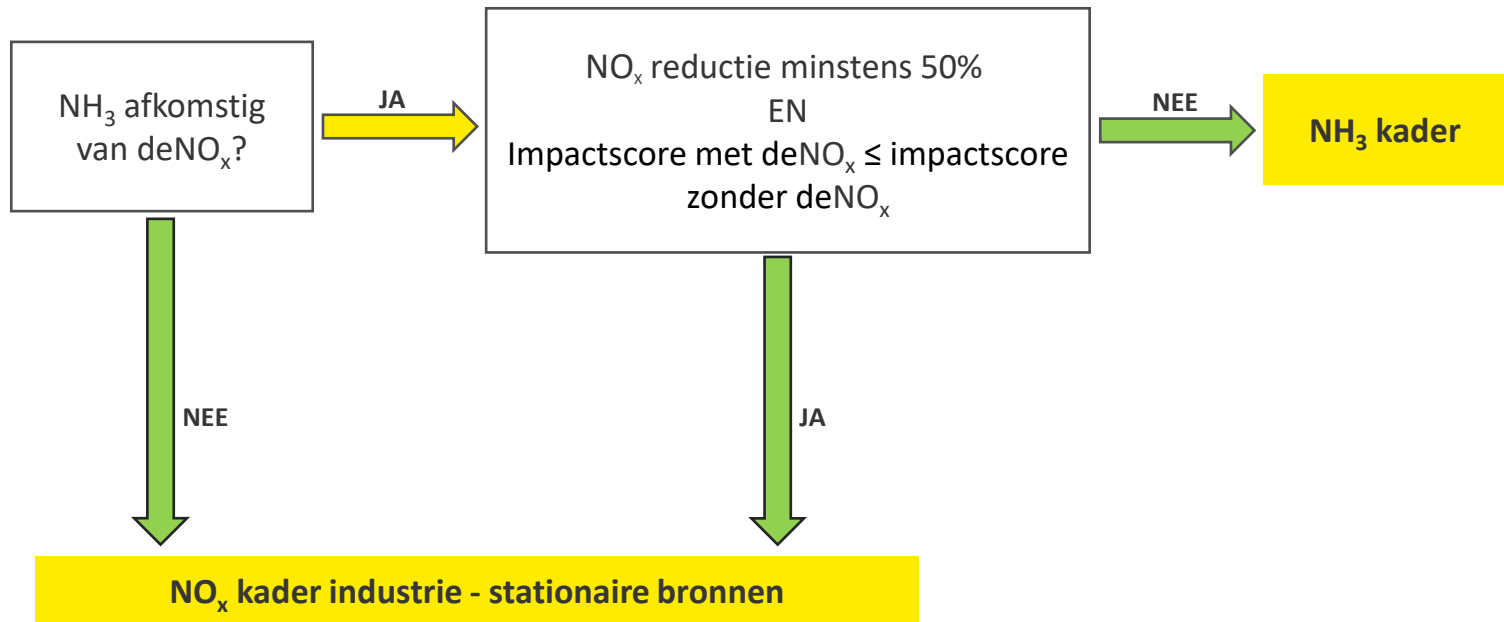 NH₃ afkomstig
van deNOₓ?
JA
NOₓ reductie minstens 50%
EN
Impactscore met deNOₓ ≤ impactscore
zonder deNOₓ
NEE
NH₃ kader
NEE
JA
NOₓ kader industrie - stationaire bronnen